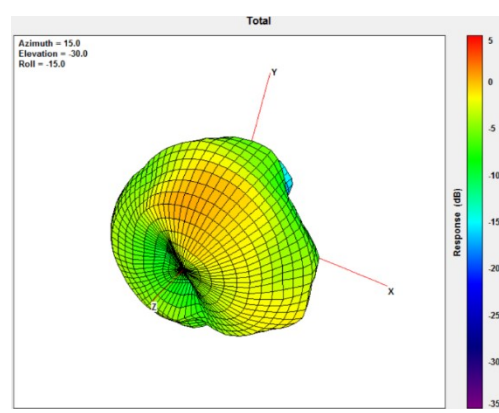 Total
Azimuth = 15.0
Elevation = -30.0
Roll = -15.0
Y
X
Z
5
0
-5
-10
-15
-20
-25
-30
-35
Response (dB)